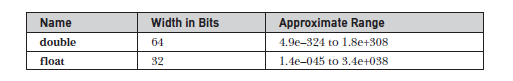 Name Width in Bits Approximate Range
double 64 4.9e–324 to 1.8e+308
float 32 1.4e–045 to 3.4e+038